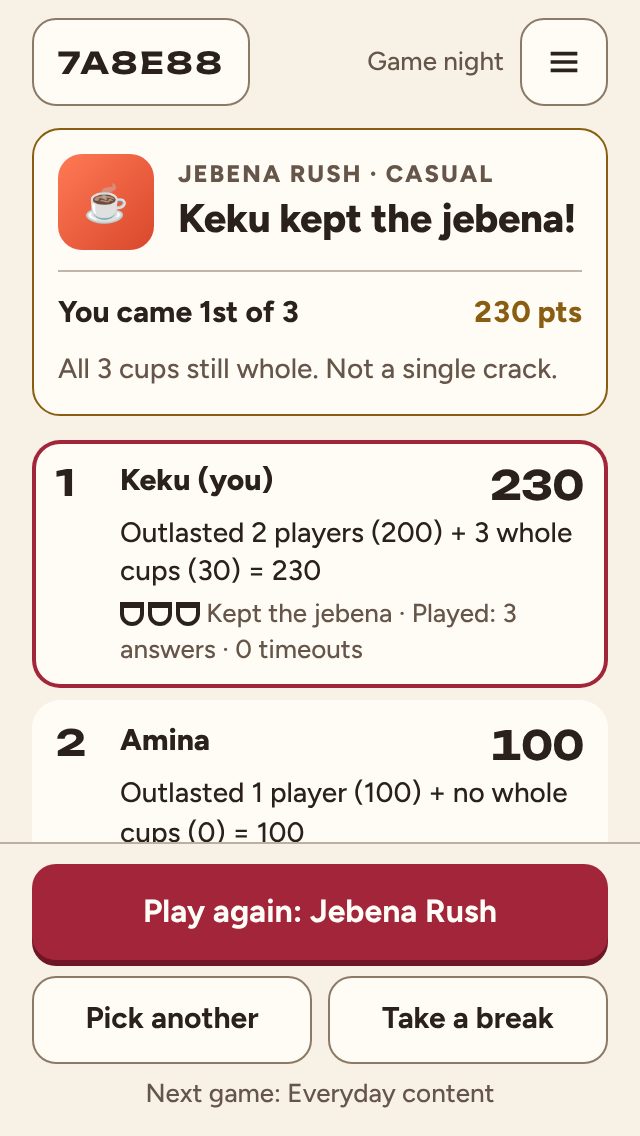 7A8E88
Game night
JEBENA RUSH · CASUAL
Keku kept the jebena!
You came 1st of 3
230 pts
All 3 cups still whole. Not a single crack.
1
Keku (you)
230
Outlasted 2 players (200) + 3 whole
cups (30) = 230
Kept the jebena · Played: 3
answers · 0 timeouts
2
Amina
100
Outlasted 1 player (100) + no whole
cups (0) = 100
Play again: Jebena Rush
Pick another
Take a break
Next game: Everyday content